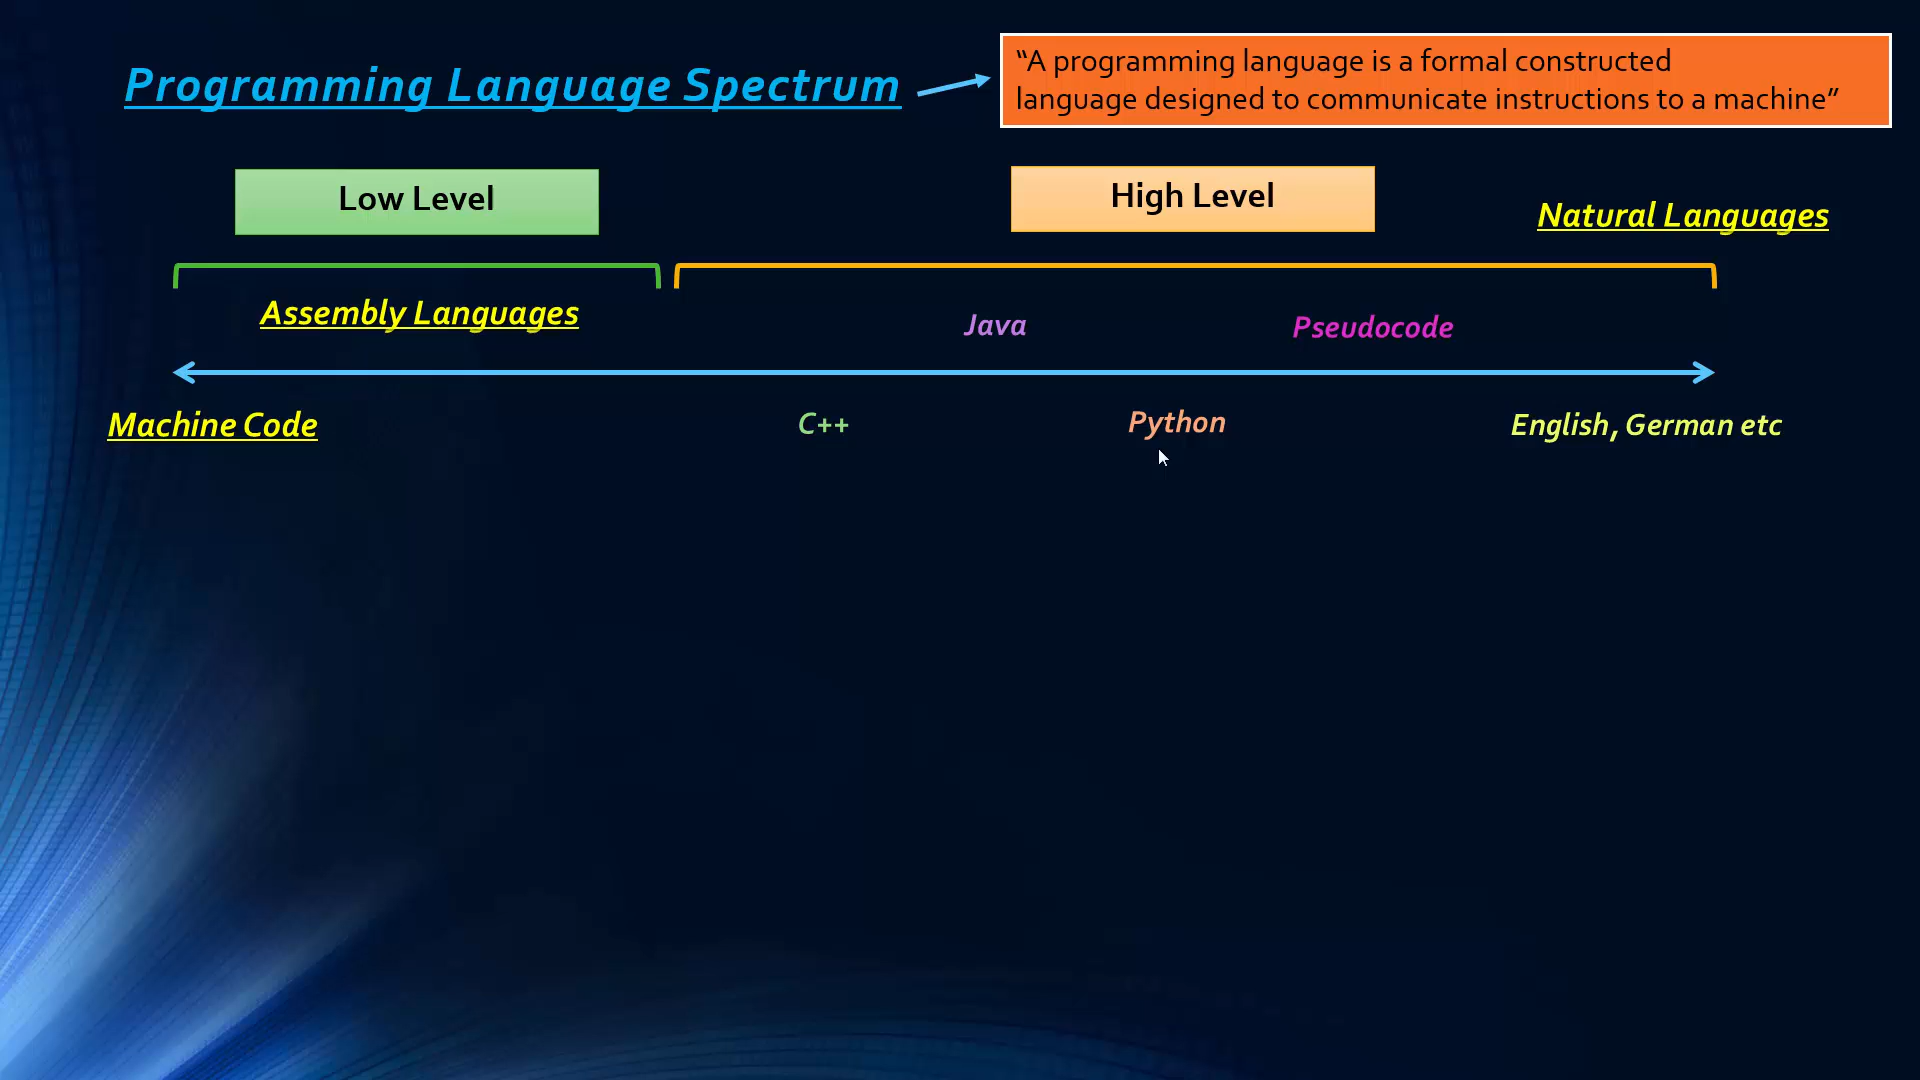 Programming Language Spectrum
“A programming language is a formal constructed
language designed to communicate instructions to a machine”
Low Level
High Level
Natural Languages
Assembly Languages
Java
Pseudocode
Machine Code
C++
Python
English, German etc